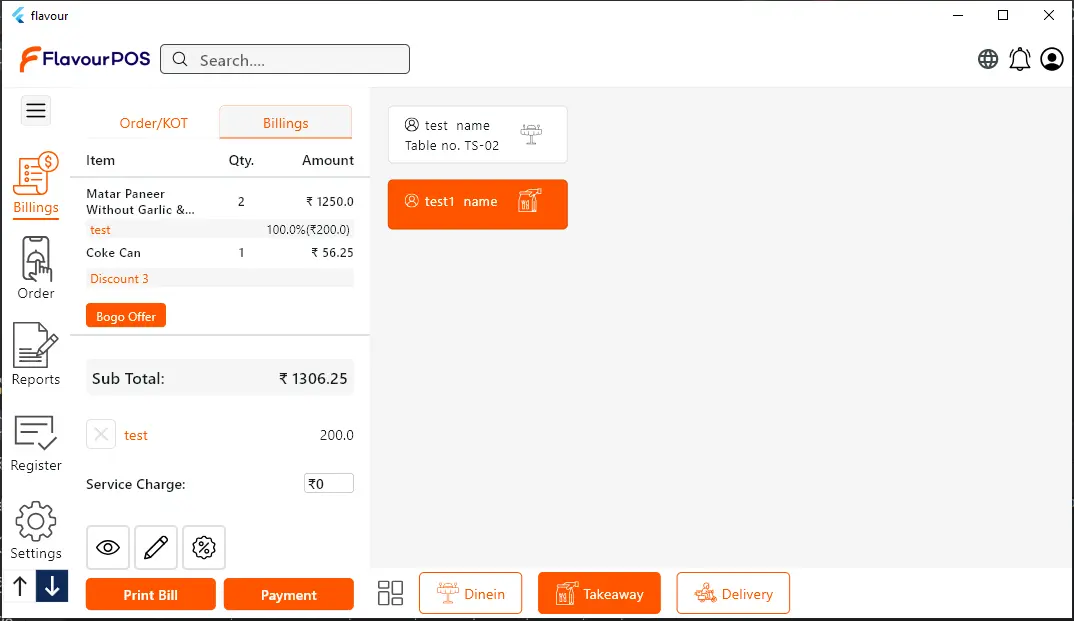 flavour
FlavourPOS
Search....
Order/KOT Billings
Item Qty. Amount
Matar Paneer
Without Garlic &... 2 ₹ 1250.0
test 100.0%(₹200.0)
Coke Can 1 ₹ 56.25
Discount 3
Bogo Offer
Sub Total: ₹ 1306.25
test 200.0
Service Charge: ₹0
Print Bill Payment
Billings
Order
Reports
Register
Settings
test name
Table no. TS-02
test1 name
Dinein Takeaway Delivery